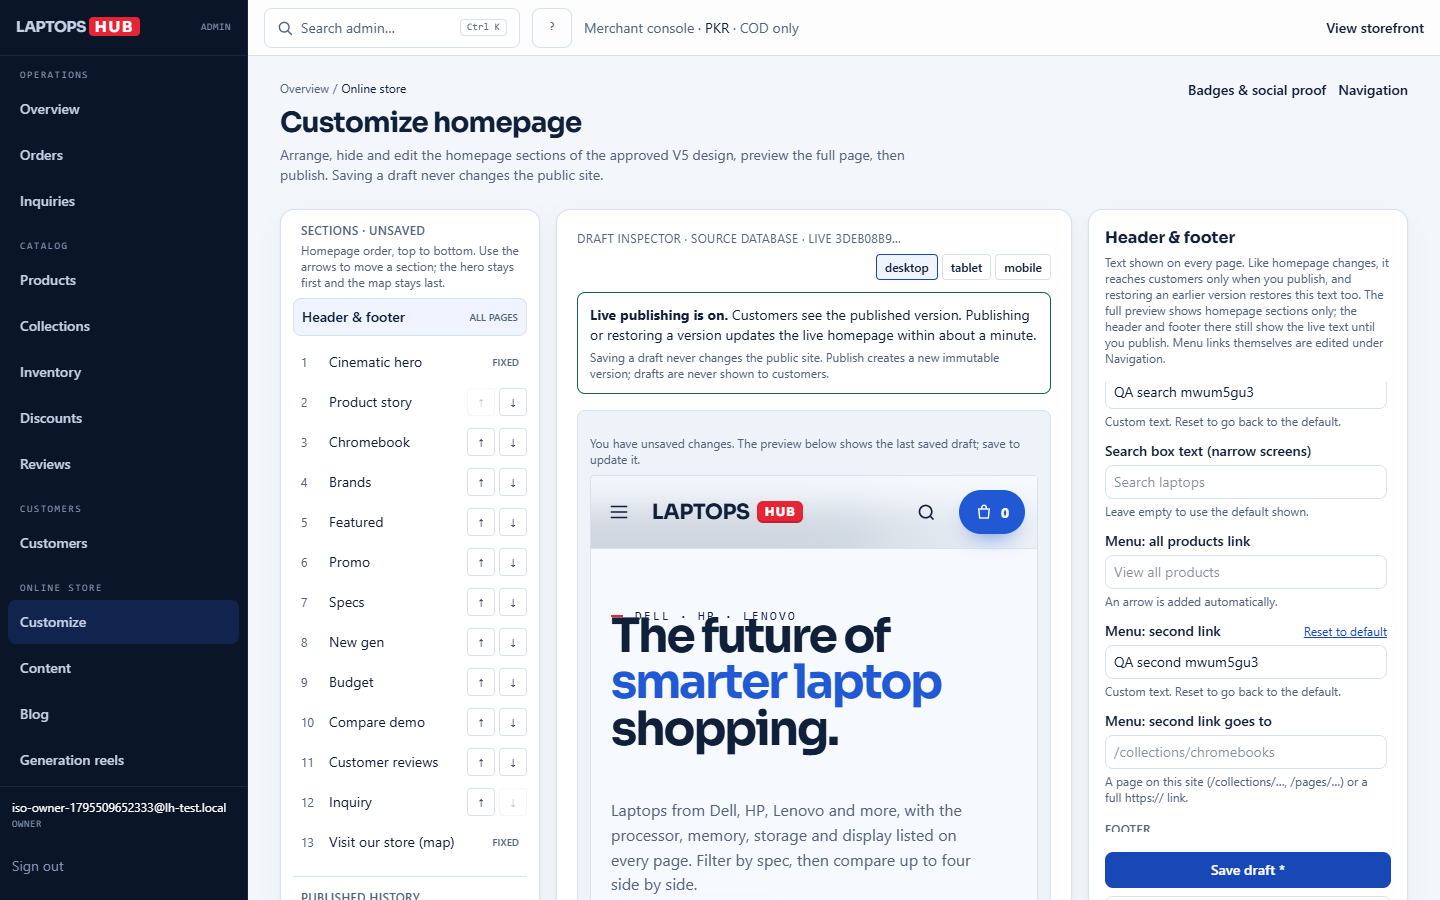 LAPTOPS HUB
ADMIN
Search admin...
Ctrl K
?
Merchant console · PKR · COD only
View storefront
OPERATIONS
Overview
Orders
Inquiries
CATALOG
Products
Collections
Inventory
Discounts
Reviews
CUSTOMERS
Customers
ONLINE STORE
Customize
Content
Blog
Generation reels
iso-owner-1795509652333@lh-test.local
OWNER
Sign out
Overview / Online store
Badges & social proof
Navigation
Customize homepage
Arrange, hide and edit the homepage sections of the approved V5 design, preview the full page, then
publish. Saving a draft never changes the public site.
SECTIONS · UNSAVED
Homepage order, top to bottom. Use the
arrows to move a section; the hero stays
first and the map stays last.
Header & footer ALL PAGES
1 Cinematic hero FIXED
2 Product story ↑ ↓
3 Chromebook ↑ ↓
4 Brands ↑ ↓
5 Featured ↑ ↓
6 Promo ↑ ↓
7 Specs ↑ ↓
8 New gen ↑ ↓
9 Budget ↑ ↓
10 Compare demo ↑ ↓
11 Customer reviews ↑ ↓
12 Inquiry ↑ ↓
13 Visit our store (map) FIXED
PUBLISHED HISTORY
DRAFT INSPECTOR · SOURCE DATABASE · LIVE 3DEB08B9...
desktop
tablet
mobile
Live publishing is on. Customers see the published version. Publishing
or restoring a version updates the live homepage within about a minute.
Saving a draft never changes the public site. Publish creates a new immutable
version; drafts are never shown to customers.
You have unsaved changes. The preview below shows the last saved draft; save to
update it.
LAPTOPS HUB
0
DELL · HP · LENOVO
The future of
smarter laptop
shopping.
Laptops from Dell, HP, Lenovo and more, with the
processor, memory, storage and display listed on
every page. Filter by spec, then compare up to four
side by side.
Header & footer
Text shown on every page. Like homepage changes, it
reaches customers only when you publish, and
restoring an earlier version restores this text too. The
full preview shows homepage sections only; the
header and footer there still show the live text until
you publish. Menu links themselves are edited under
Navigation.
QA search mwum5gu3
Custom text. Reset to go back to the default.
Search box text (narrow screens)
Search laptops
Leave empty to use the default shown.
Menu: all products link
View all products
An arrow is added automatically.
Menu: second link
Reset to default
QA second mwum5gu3
Custom text. Reset to go back to the default.
Menu: second link goes to
/collections/chromebooks
A page on this site (/collections/..., /pages/...) or a
full https:// link.
FOOTER
Save draft *